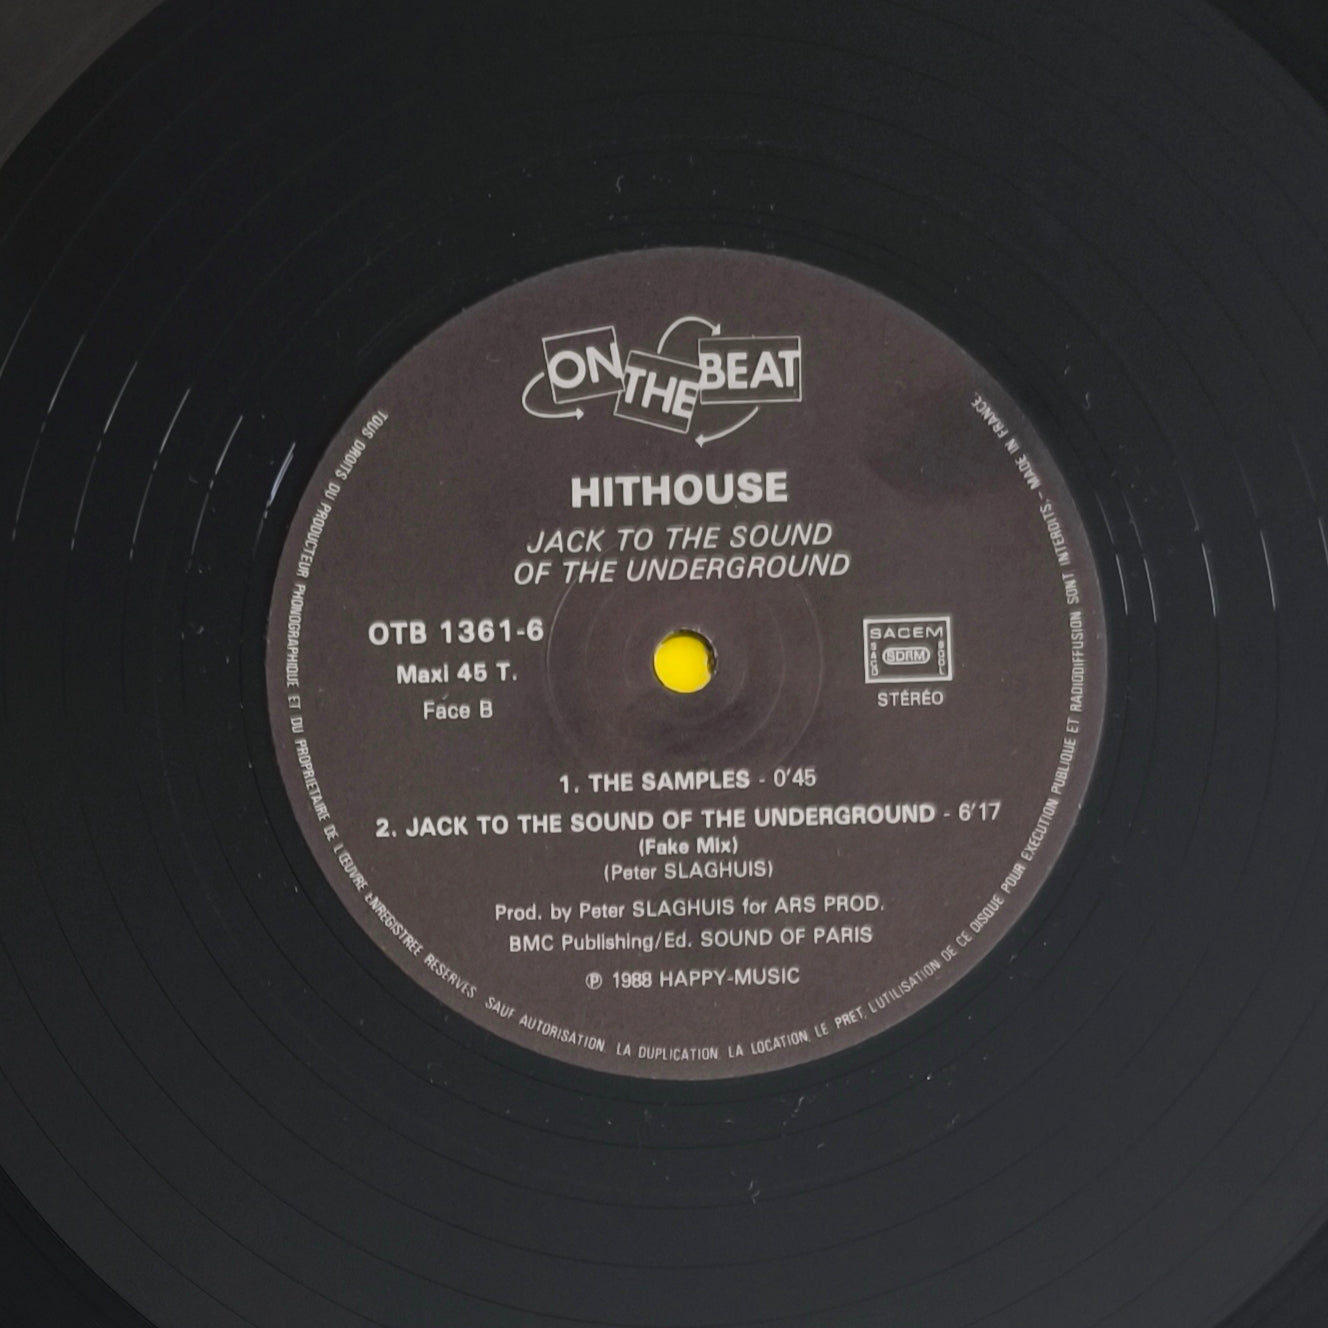 ON THE BEAT
HITHOUSE
JACK TO THE SOUND
OF THE UNDERGROUND
OTB 1361-6
Maxi 45 T.
Face B
SACEM
SACD SDRM SGDL
STÉRÉO
1. THE SAMPLES - 0'45
2. JACK TO THE SOUND OF THE UNDERGROUND - 6'17
(Fake Mix)
(Peter SLAGHUIS)
Prod. by Peter SLAGHUIS for ARS PROD.
BMC Publishing/Ed. SOUND OF PARIS
℗ 1988 HAPPY-MUSIC
TOUS DROITS DU PRODUCTEUR PHONOGRAPHIQUE ET DU PROPRIETAIRE DE L'ŒUVRE ENREGISTREE RESERVES SAUF AUTORISATION, LA DUPLICATION, LA LOCATION, LE PRET, L'UTILISATION DE CE DISQUE POUR EXECUTION PUBLIQUE ET RADIODIFFUSION SONT INTERDITS. - MADE IN FRANCE.